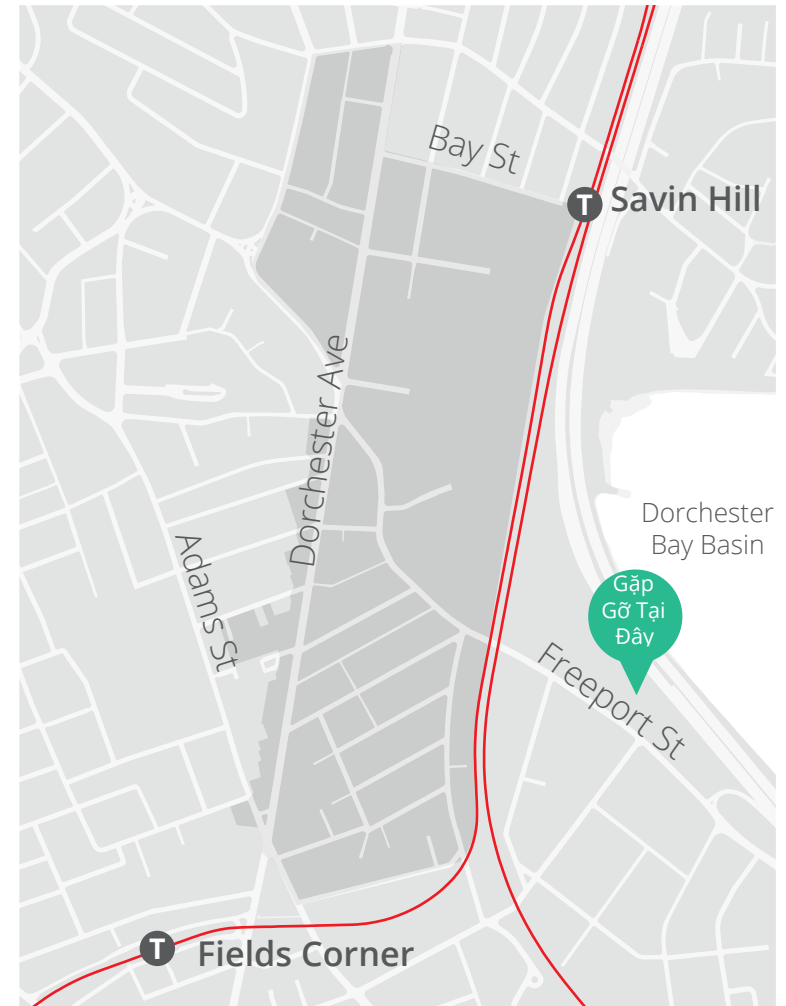 Bay St
T Savin Hill
Dorchester Ave
Dorchester
Bay Basin
Adams St
Gặp
Gỡ Tại
Đây
Freeport St
T Fields Corner